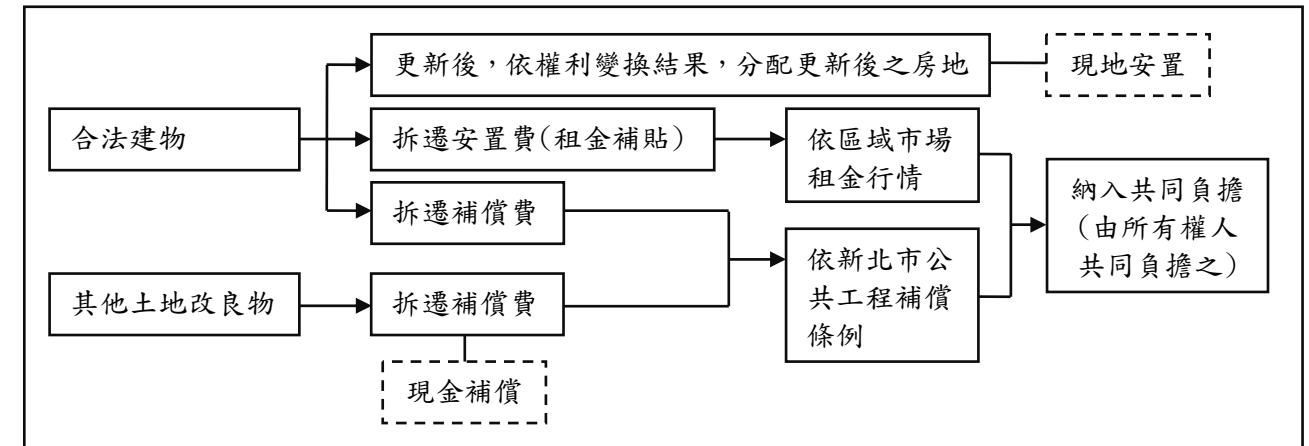 更新後，依權利變換結果，分配更新後之房地
現地安置
合法建物
拆遷安置費(租金補貼)
依區域市場
租金行情
拆遷補償費
納入共同負擔
(由所有權人
共同負擔之)
其他土地改良物
拆遷補償費
依新北市公
共工程補償
條例
現金補償